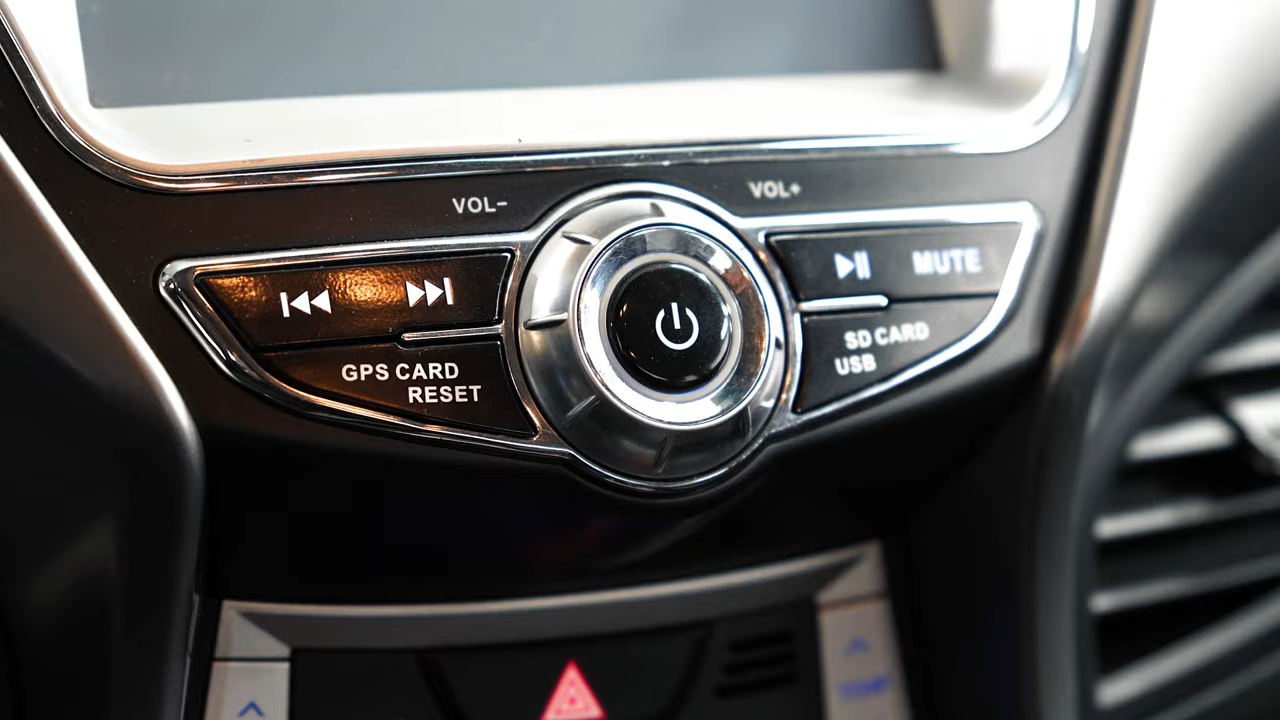 VOL-
VOL+
MUTE
GPS CARD
RESET
SD CARD
USB